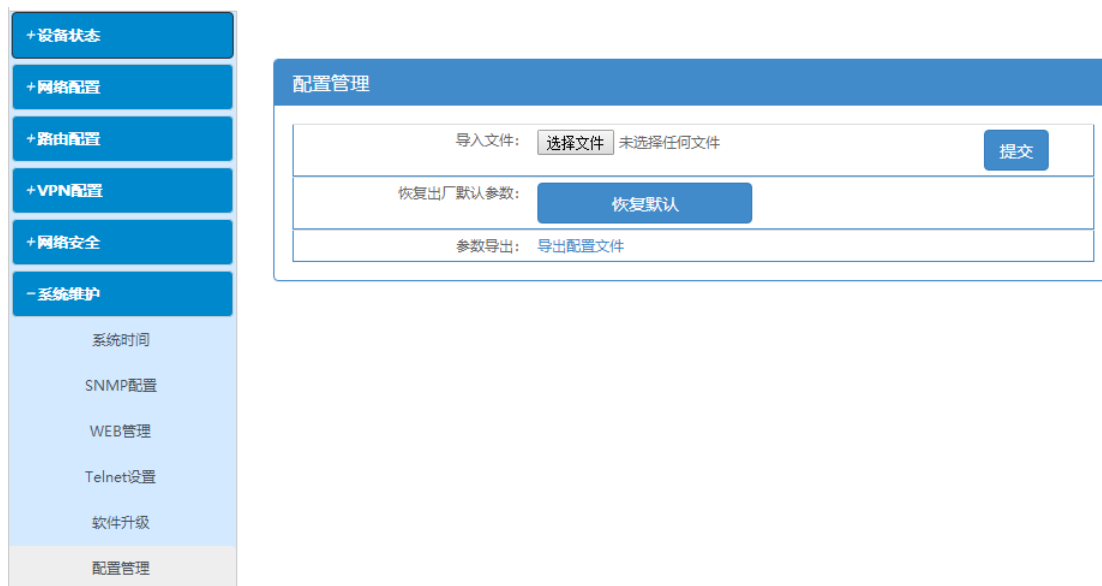 +设备状态
+网络配置
+路由配置
+VPN配置
+网络安全
-系统维护
系统时间
SNMP配置
WEB管理
Telnet设置
软件升级
配置管理
配置管理
导入文件: 选择文件 未选择任何文件 提交
恢复出厂默认参数: 恢复默认
参数导出: 导出配置文件